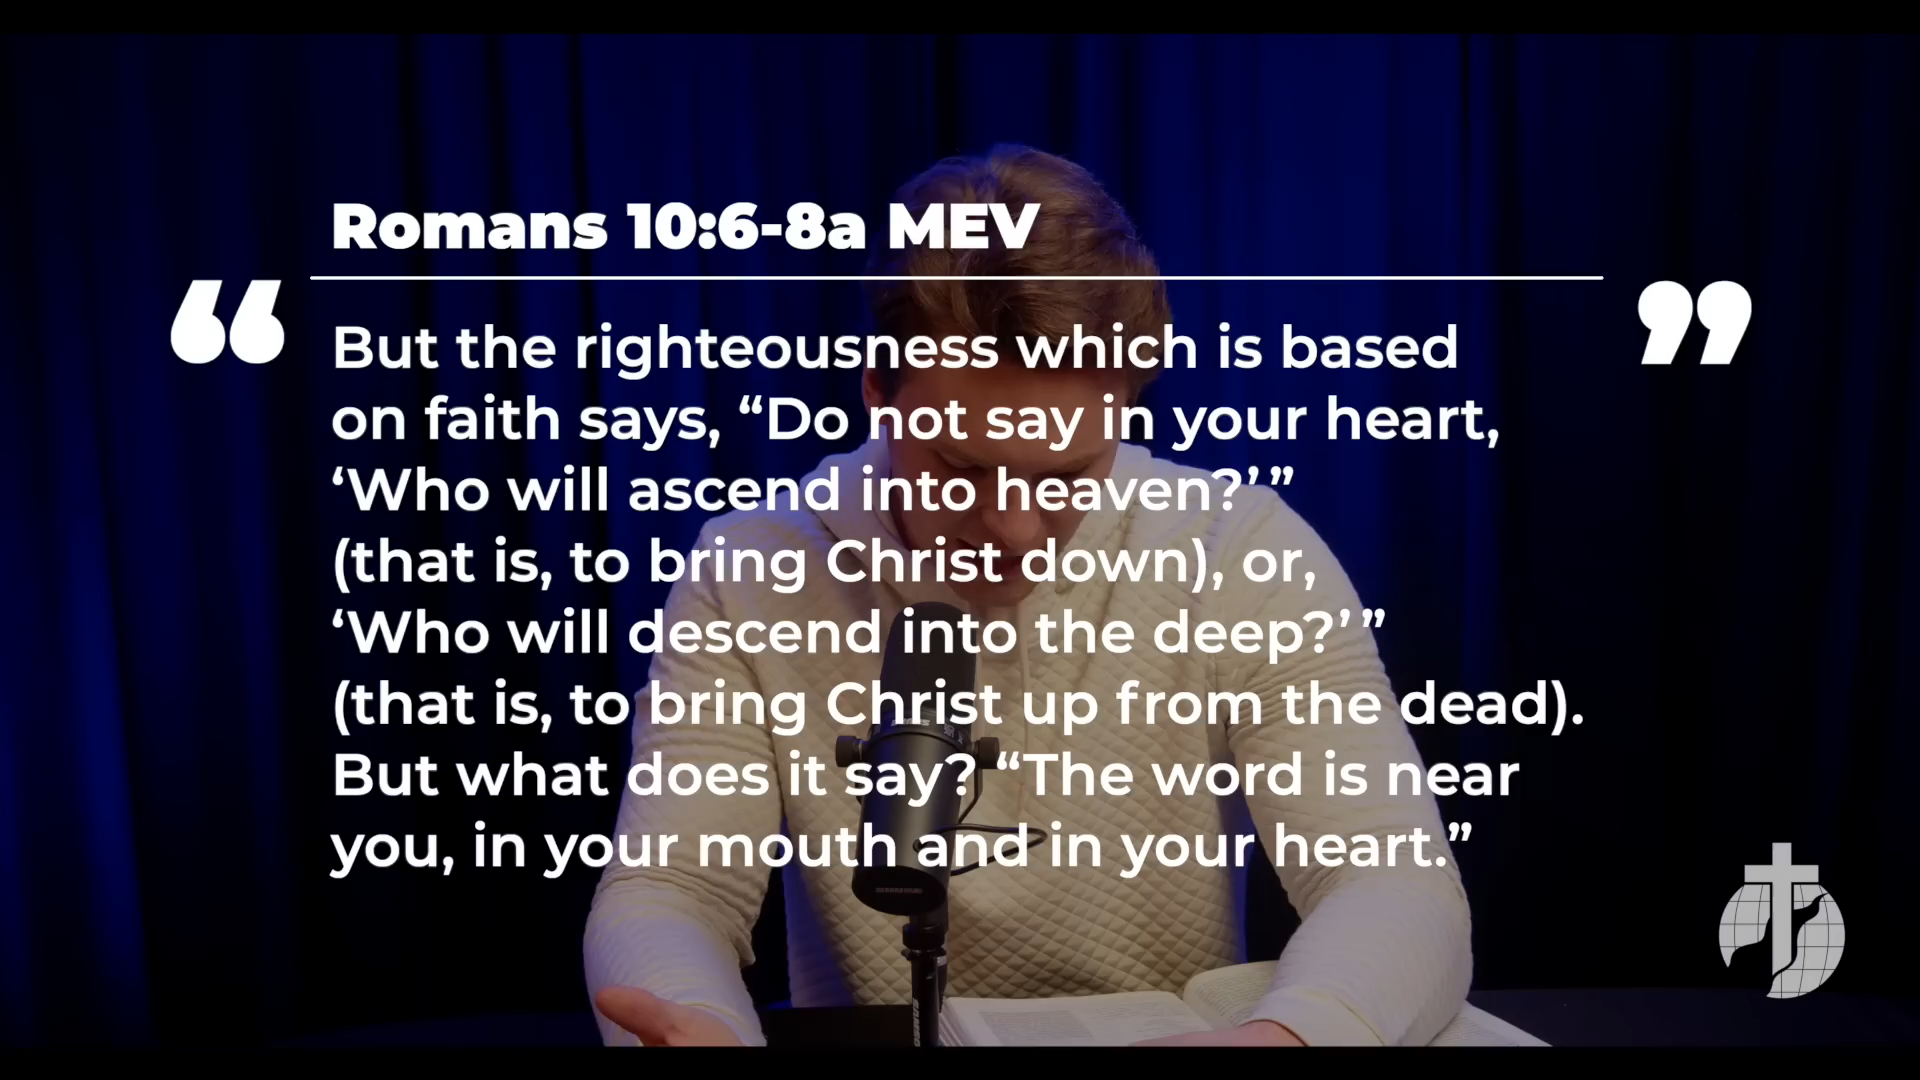 Romans 10:6-8a MEV
“ ”
But the righteousness which is based
on faith says, “Do not say in your heart,
‘Who will ascend into heaven?’”
(that is, to bring Christ down), or,
‘Who will descend into the deep?’”
(that is, to bring Christ up from the dead).
But what does it say? “The word is near
you, in your mouth and in your heart.”